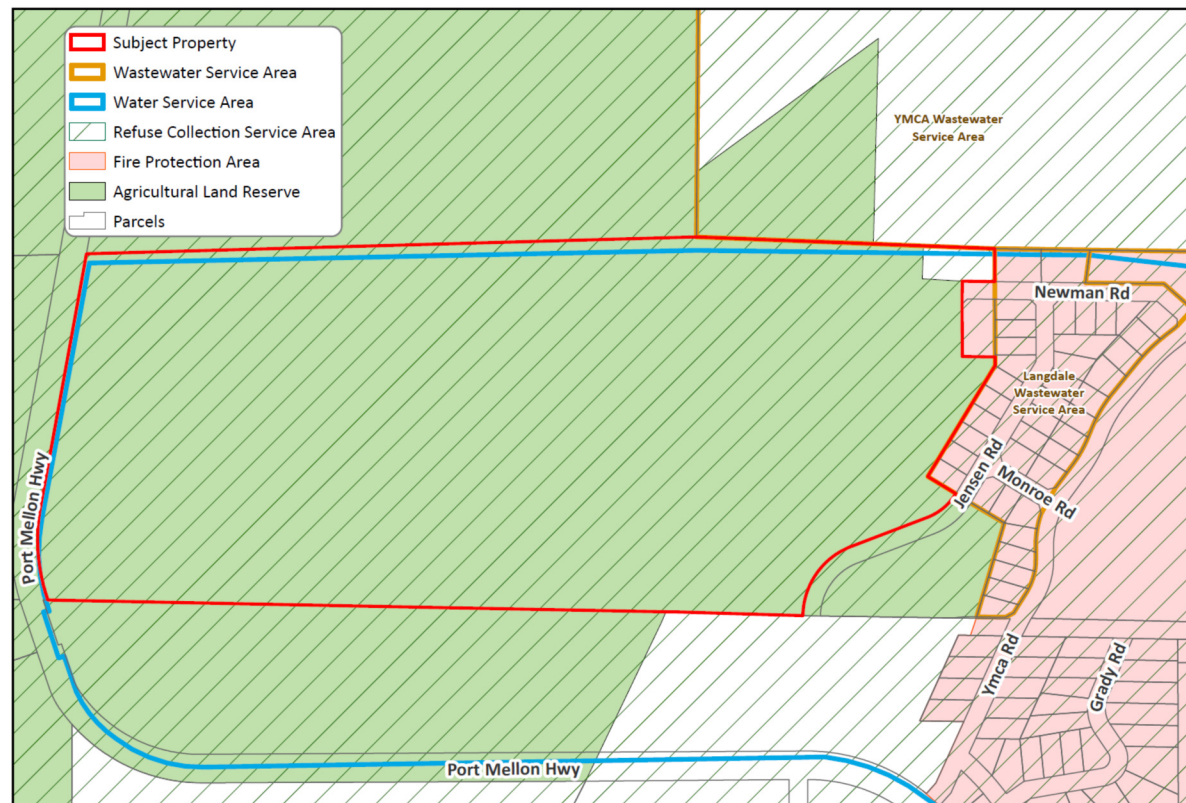 Subject Property
Wastewater Service Area
Water Service Area
Refuse Collection Service Area
Fire Protection Area
Agricultural Land Reserve
Parcels
YMCA Wastewater
Service Area
Newman Rd
Langdale
Wastewater
Service Area
Jensen Rd
Monroe Rd
Port Mellon Hwy
Ymca Rd
Grady Rd
Port Mellon Hwy